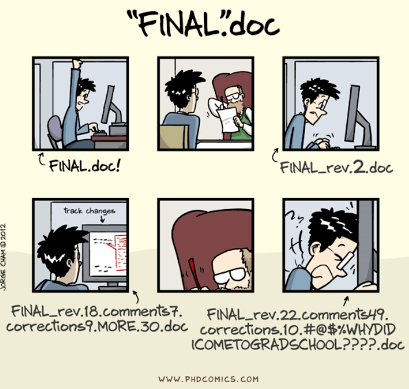 "FINAL".doc
FINAL.doc!
FINAL_rev.2.doc
Track changes
FINAL_rev.18.comments7.
corrections9.MORE.30.doc
FINAL_rev.22.comments49.
corrections.10.#@$%WHYDID
ICOMETOGRADSCHOOL????.doc
JORGE CHAM © 2012
WWW.PHDCOMICS.COM